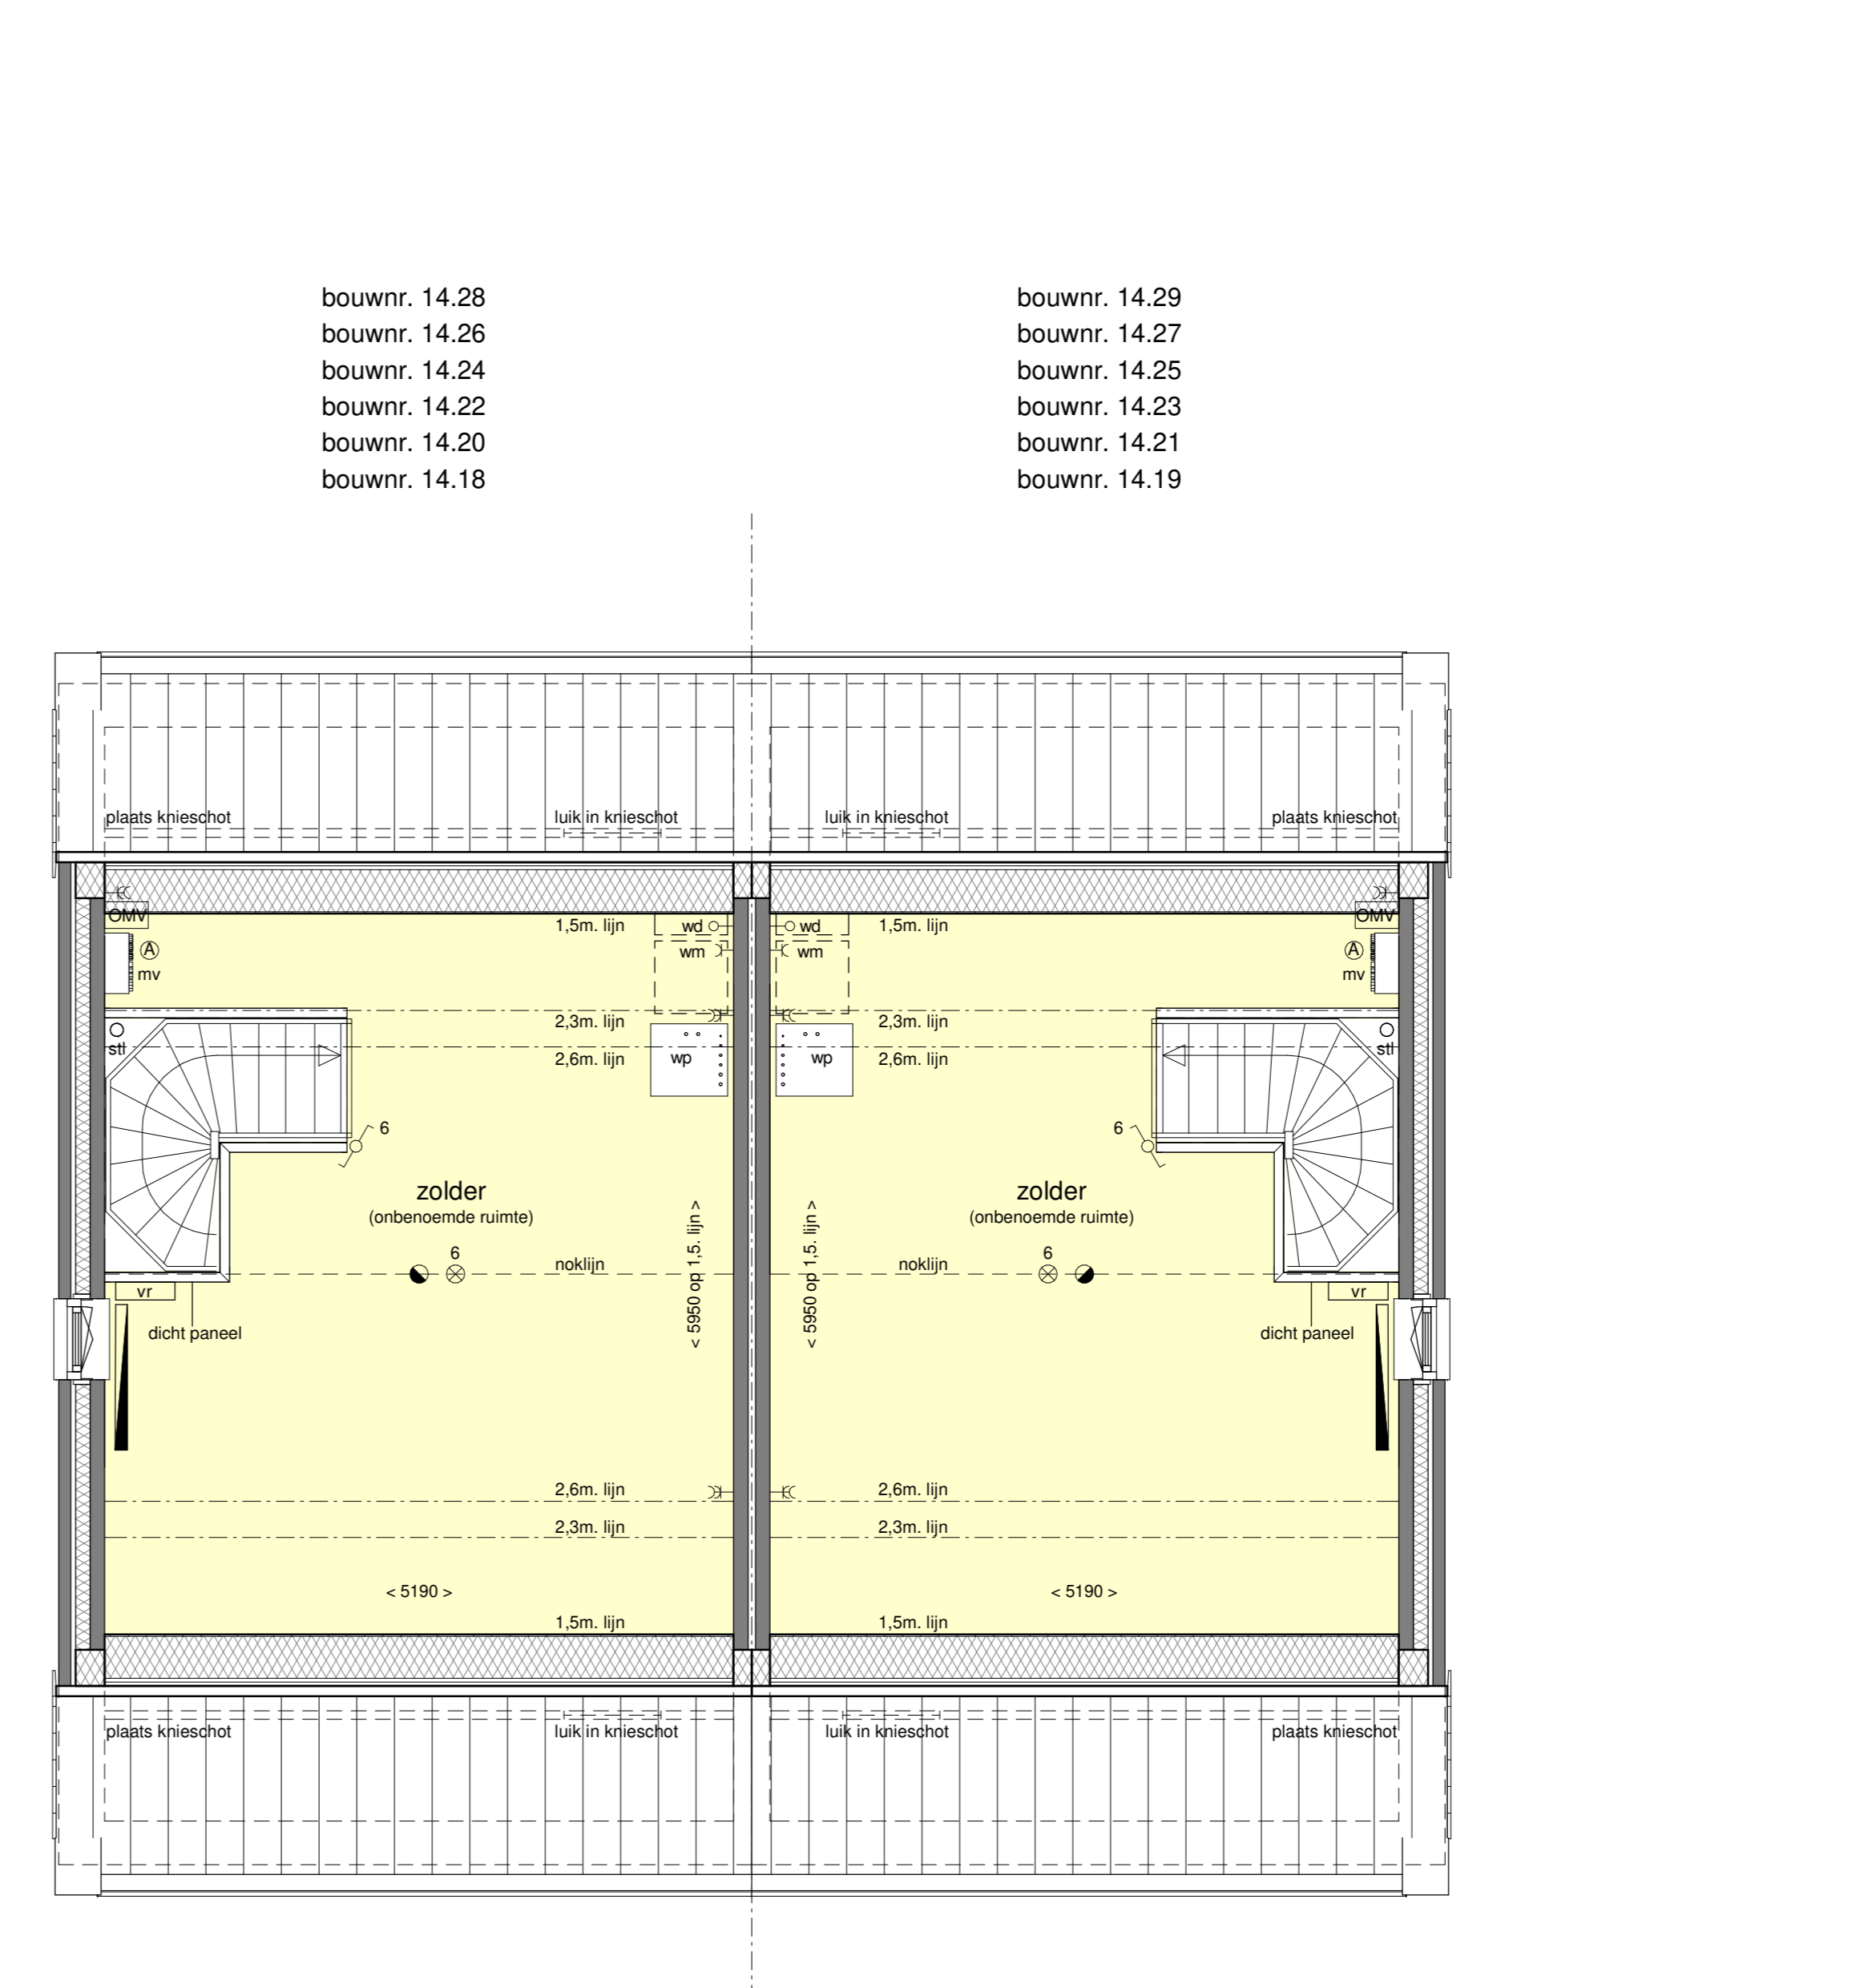 bouwnr. 14.28
bouwnr. 14.26
bouwnr. 14.24
bouwnr. 14.22
bouwnr. 14.20
bouwnr. 14.18
bouwnr. 14.29
bouwnr. 14.27
bouwnr. 14.25
bouwnr. 14.23
bouwnr. 14.21
bouwnr. 14.19
plaats knieschot
luik in knieschot
luik in knieschot
plaats knieschot
OMV
1,5m. lijn
wd
wd
1,5m. lijn
OMV
A
mv
wm
wm
A
mv
2,3m. lijn
2,3m. lijn
stl
2,6m. lijn
wp
wp
2,6m. lijn
stl
6
6
zolder
(onbenoemde ruimte)
zolder
(onbenoemde ruimte)
< 5950 op 1,5. lijn >
< 5950 op 1,5. lijn >
6
noklijn
noklijn
6
vr
vr
dicht paneel
dicht paneel
2,6m. lijn
2,6m. lijn
2,3m. lijn
2,3m. lijn
< 5190 >
< 5190 >
1,5m. lijn
1,5m. lijn
plaats knieschot
luik in knieschot
luik in knieschot
plaats knieschot